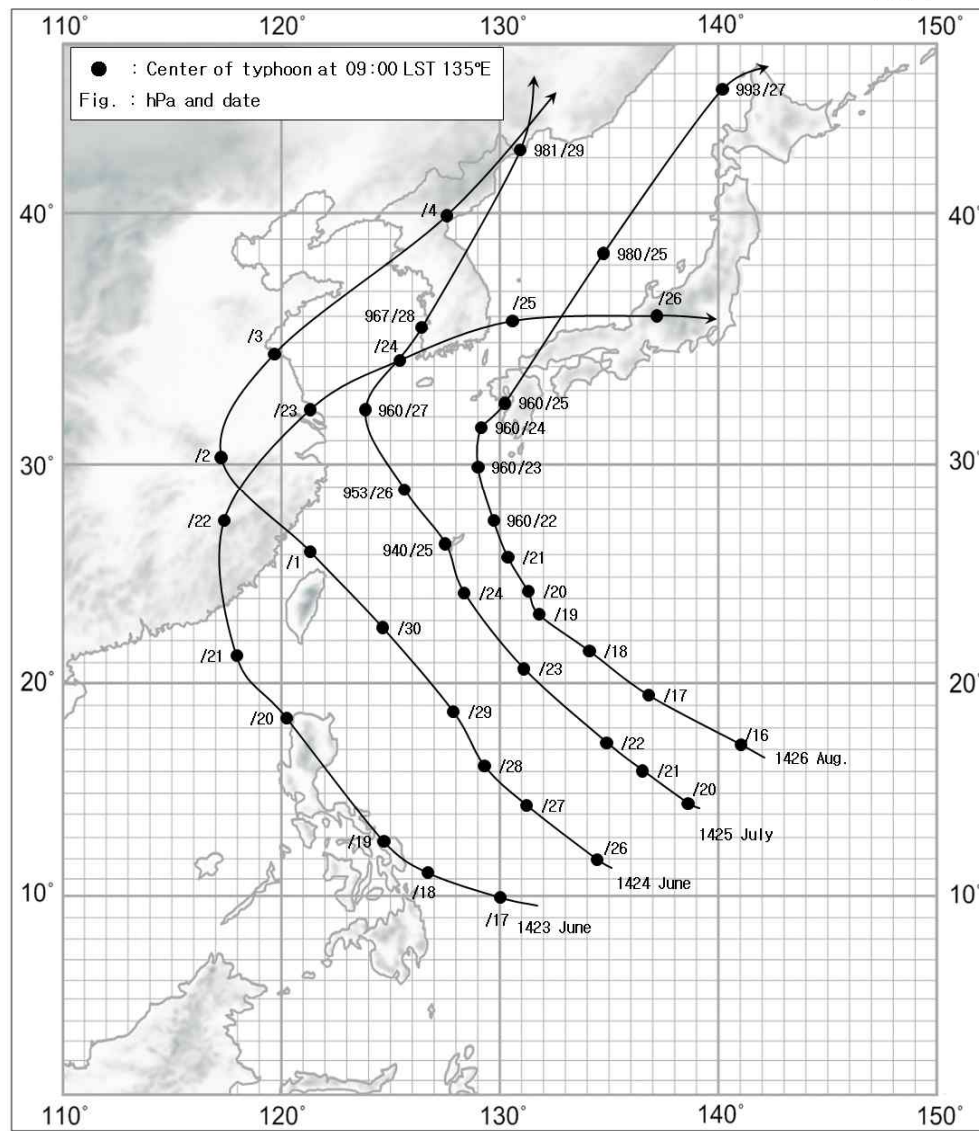 110° 120° 130° 140° 150°
● : Center of typhoon at 09:00 LST 135°E
Fig. : hPa and date
993/27
981/29
40° /4 40°
980/25
/25 /26
967/28
/3 /24
/23 960/27 960/25
960/24
30° /2 960/23 30°
953/26
/22 960/22
940/25
/1 /21
/24 /20
/30 /19
/21 /23 /18
20° /20 /29 /17 20°
/22 /16
/28 /21 1426 Aug.
/27 /20
/19 1425 July
/26
/18 1424 June
10° /17 1423 June 10°
110° 120° 130° 140° 150°